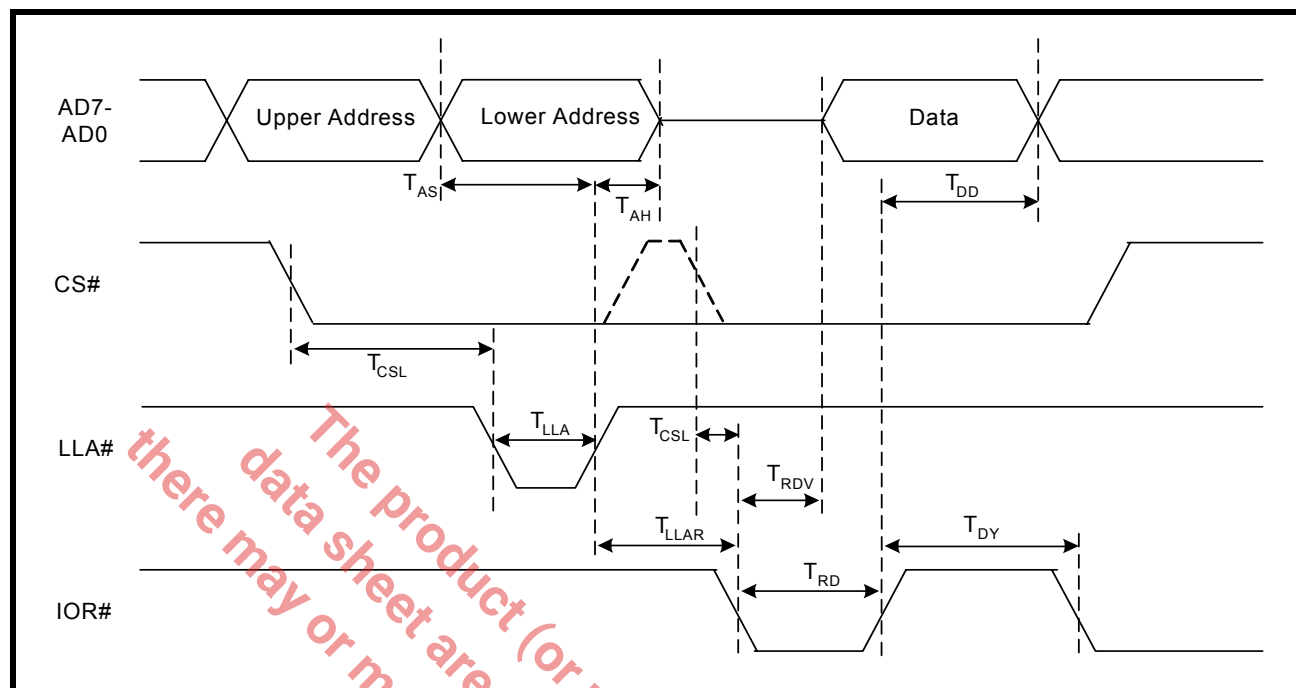 AD7-
AD0
Upper Address
Lower Address
Data
TAS
TAH
TDD
CS#
TCSL
LLA#
TLLA
TCSL
TRDV
TLLAR
TDY
TRD
IOR#
The product (or
data sheet are
there may or m